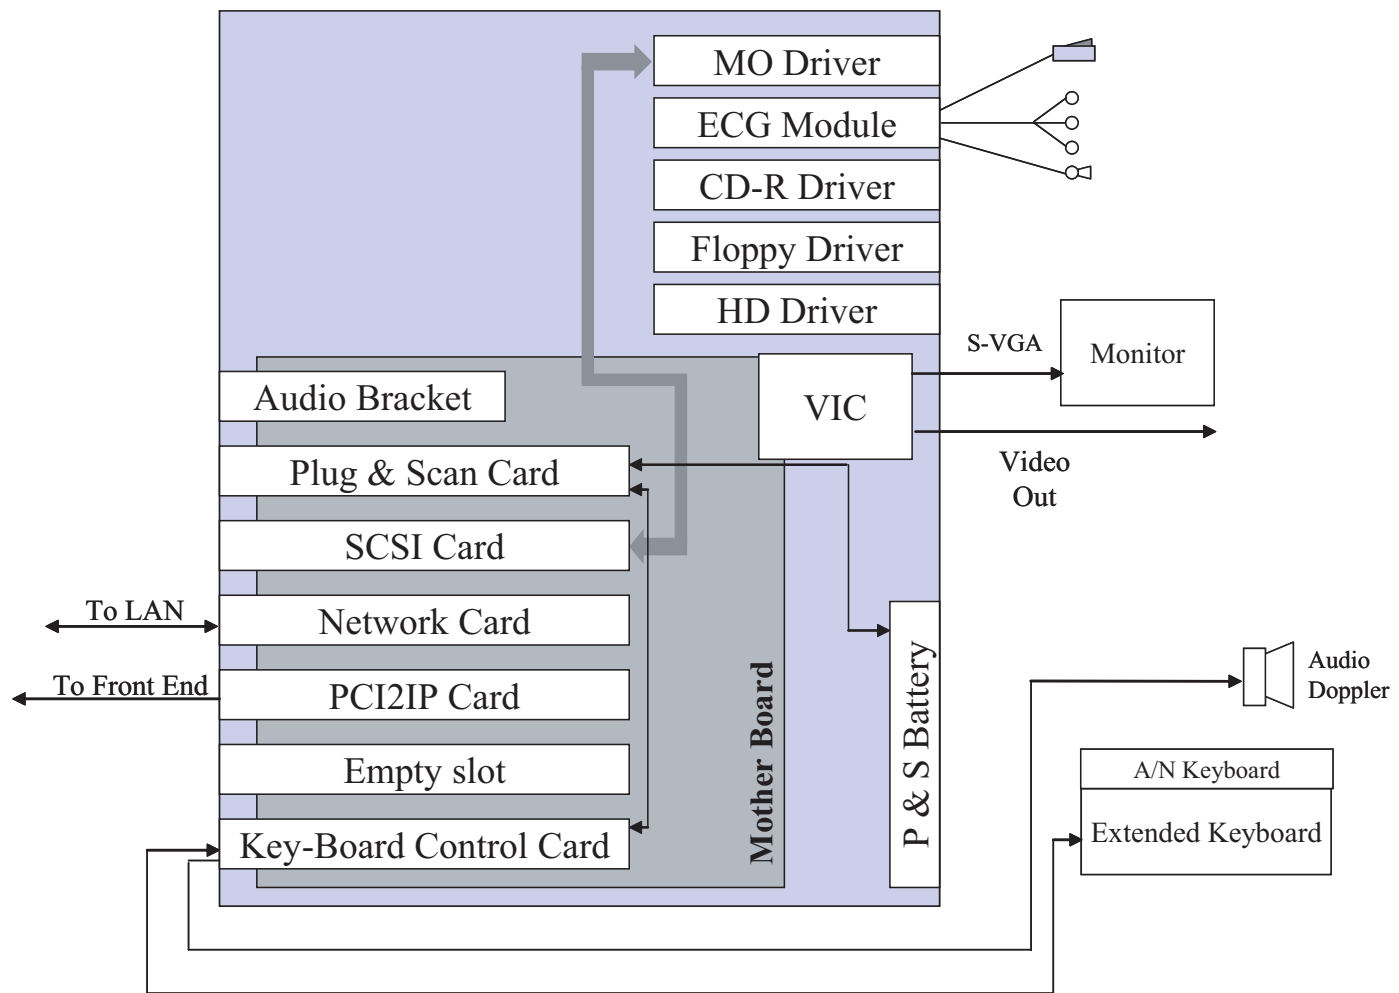 MO Driver
ECG Module
CD-R Driver
Floppy Driver
HD Driver
S-VGA
Monitor
Audio Bracket
VIC
Video
Out
Plug & Scan Card
SCSI Card
To LAN
Network Card
To Front End
PCI2IP Card
Empty slot
Key-Board Control Card
Mother Board
P & S Battery
Audio
Doppler
A/N Keyboard
Extended Keyboard